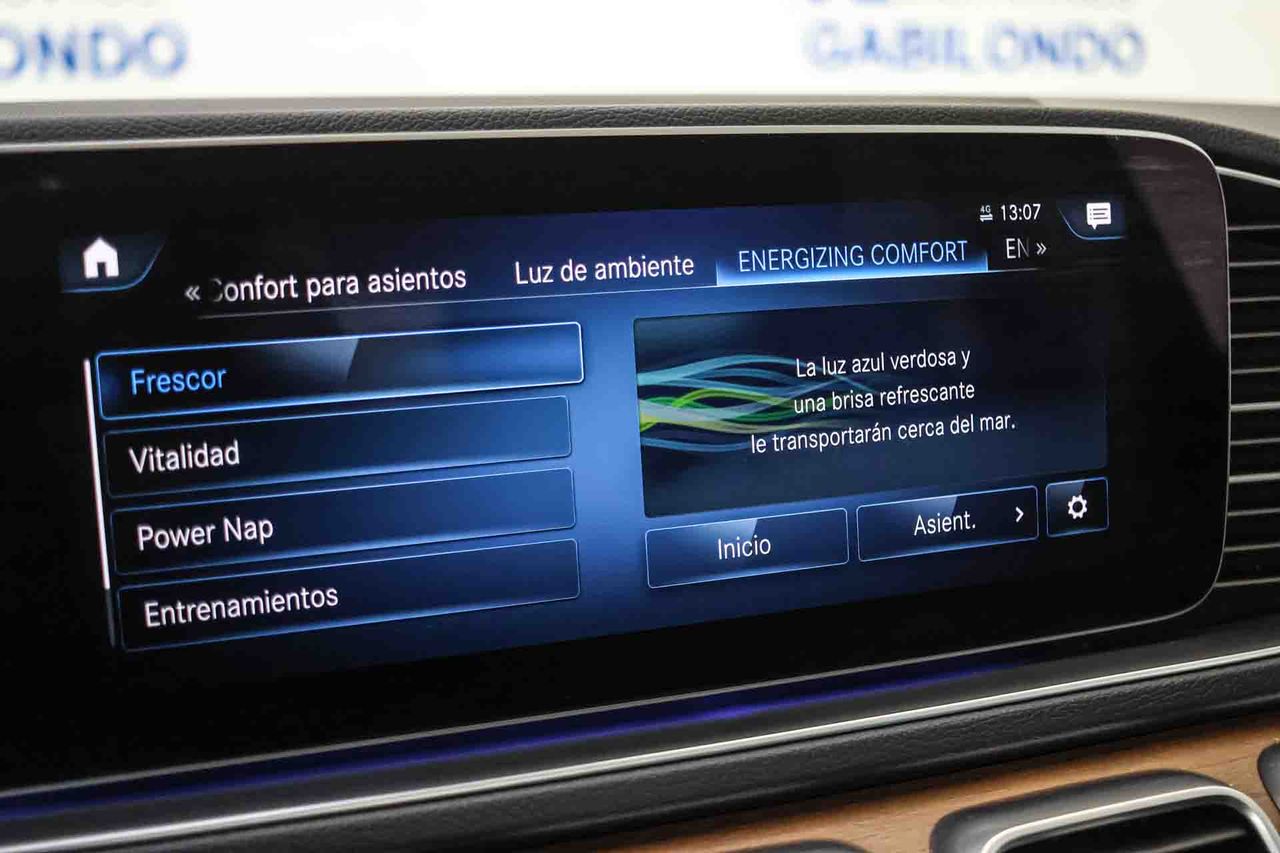 ONDO
GABILONDO
4G 13:07
« Confort para asientos Luz de ambiente ENERGIZING COMFORT EN »
Frescor
Vitalidad
Power Nap
Entrenamientos
La luz azul verdosa y
una brisa refrescante
le transportarán cerca del mar.
Inicio Asient. >